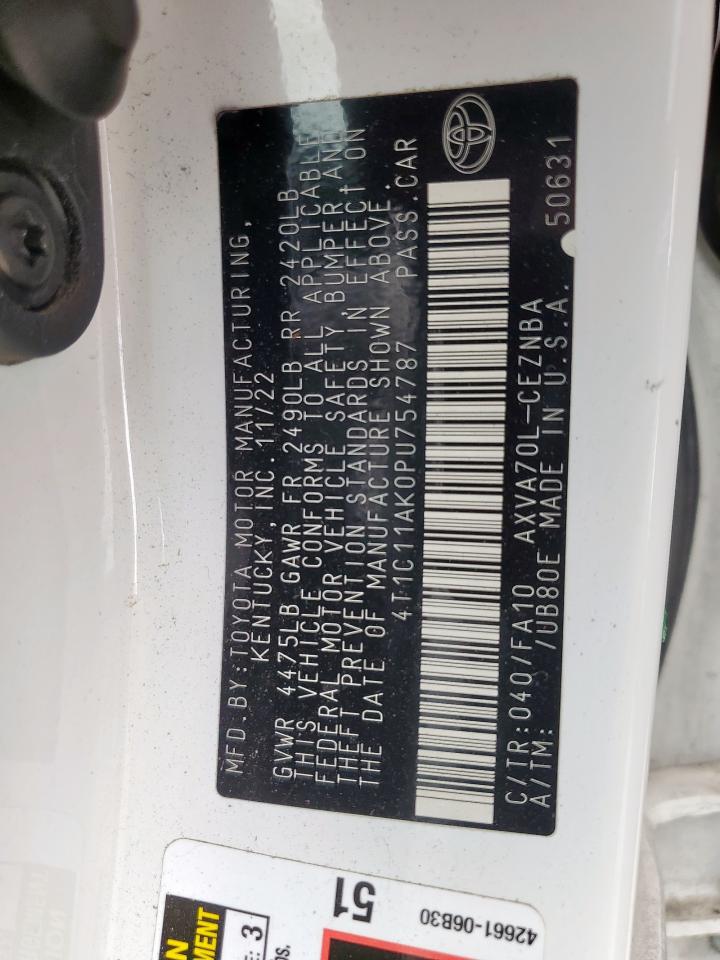 MFD.BY:TOYOTA MOTOR MANUFACTURING,
KENTUCKY, INC. 11/22
GVWR 4475LB GAWR FR 2490LB RR 2420LB
THIS VEHICLE CONFORMS TO ALL APPLICABLE
FEDERAL MOTOR VEHICLE SAFETY, BUMPER AND
THEFT PREVENTION STANDARDS IN EFFECT ON
THE DATE OF MANUFACTURE SHOWN ABOVE.
4T1C11AK0PU754787 PASS.CAR
C/TR:040/FA10 AXVA70L-CEZNBA
A/TM: /UB80E MADE IN U.S.A. 50631
51
42661-06B30
3